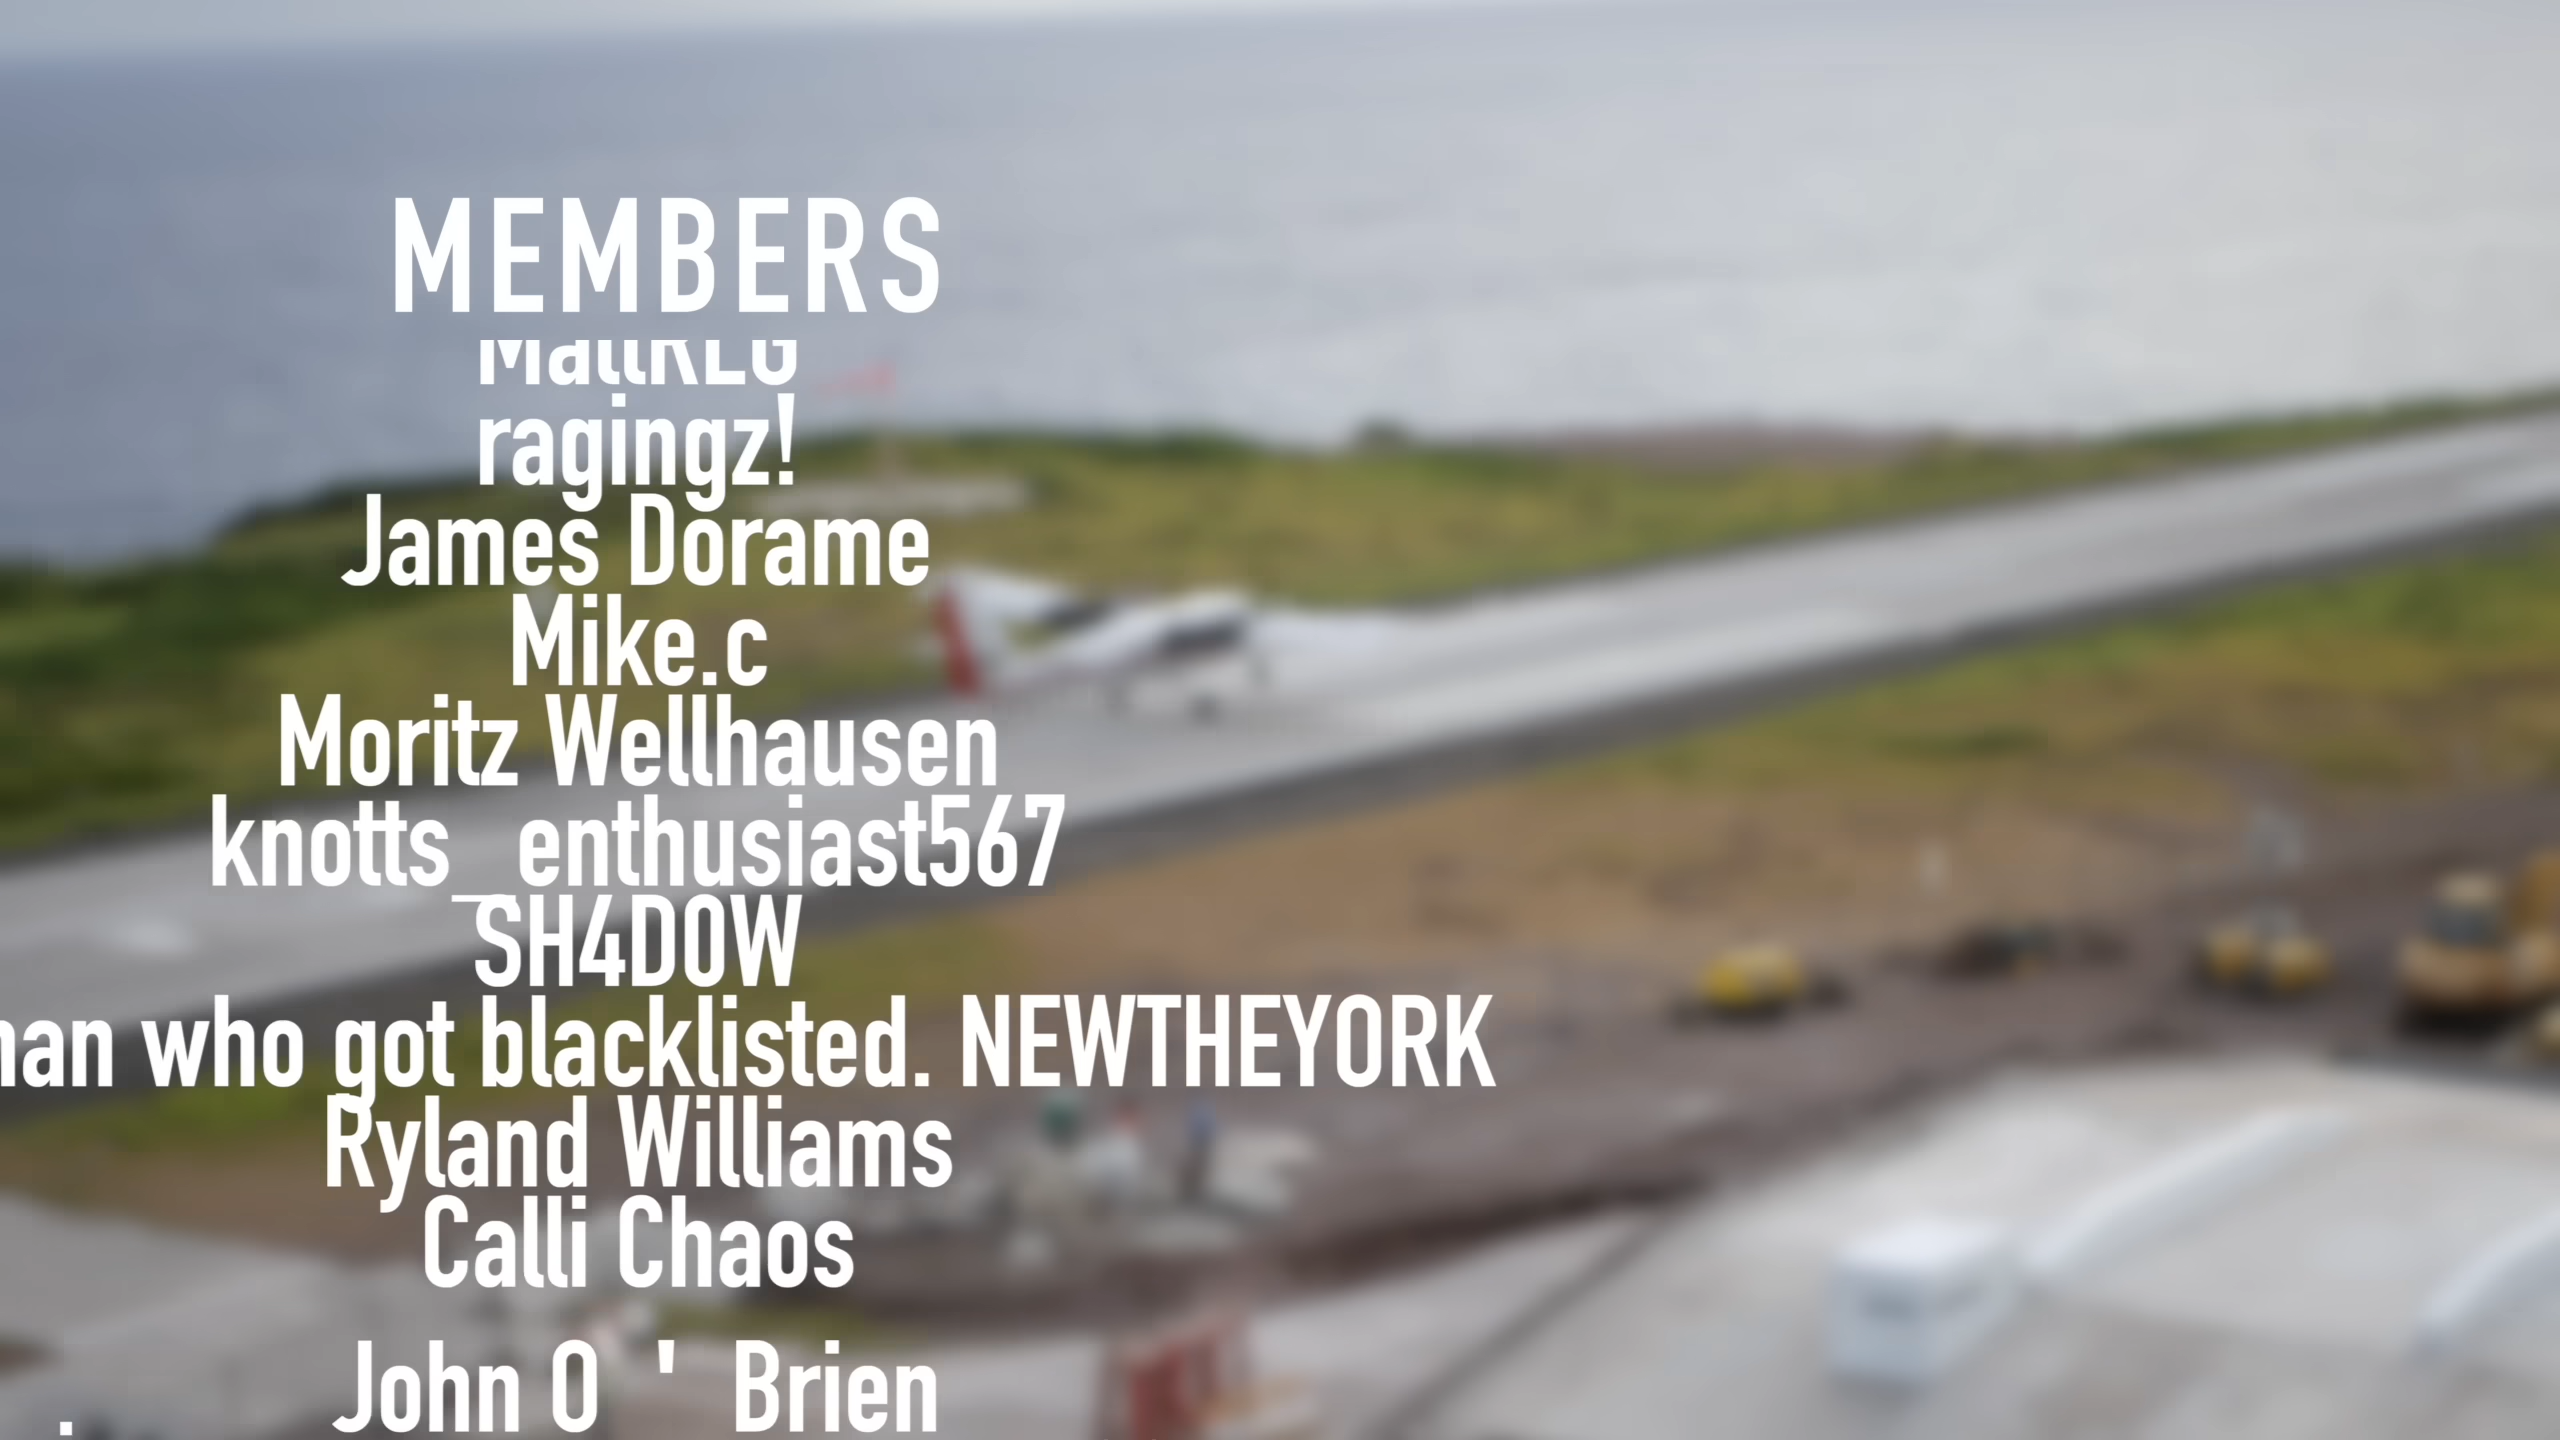 MEMBERS
ragingz!
James Dorame
Mike.c
Moritz Wellhausen
knotts_enthusiast567
SH4D0W
who got blacklisted. NEWTHEYORK
Ryland Williams
Calli Chaos
John O ' Brien